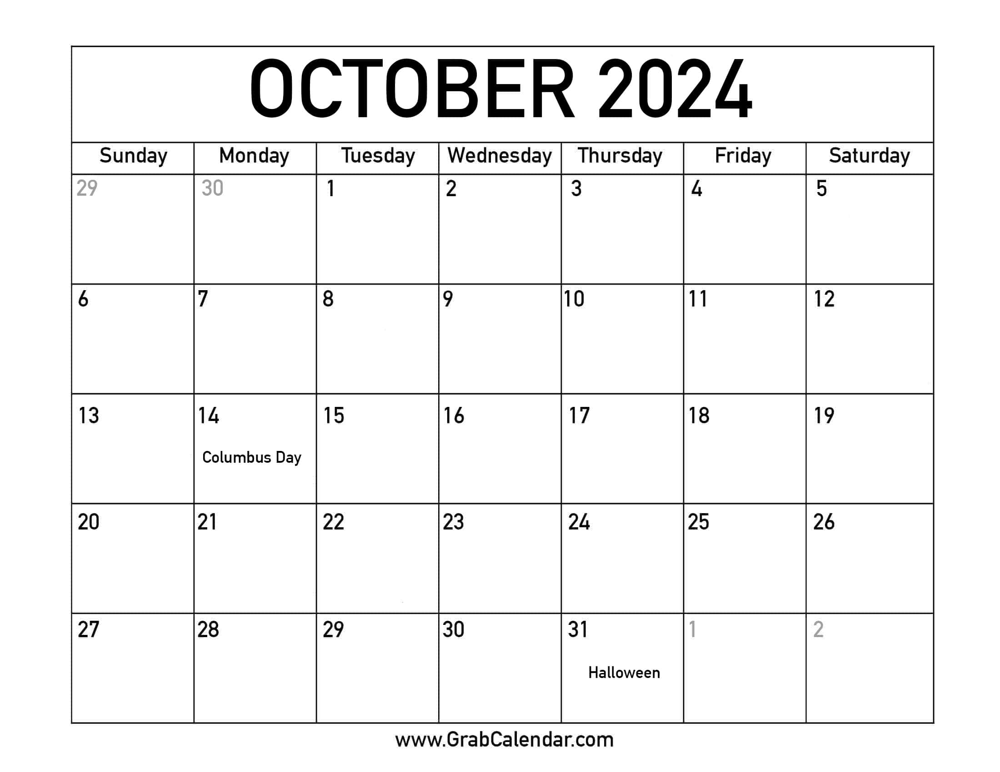 OCTOBER 2024
Sunday Monday Tuesday Wednesday Thursday Friday Saturday
29 30 1 2 3 4 5
6 7 8 9 10 11 12
13 14 15 16 17 18 19
Columbus Day
20 21 22 23 24 25 26
27 28 29 30 31 1 2
Halloween
www.GrabCalendar.com